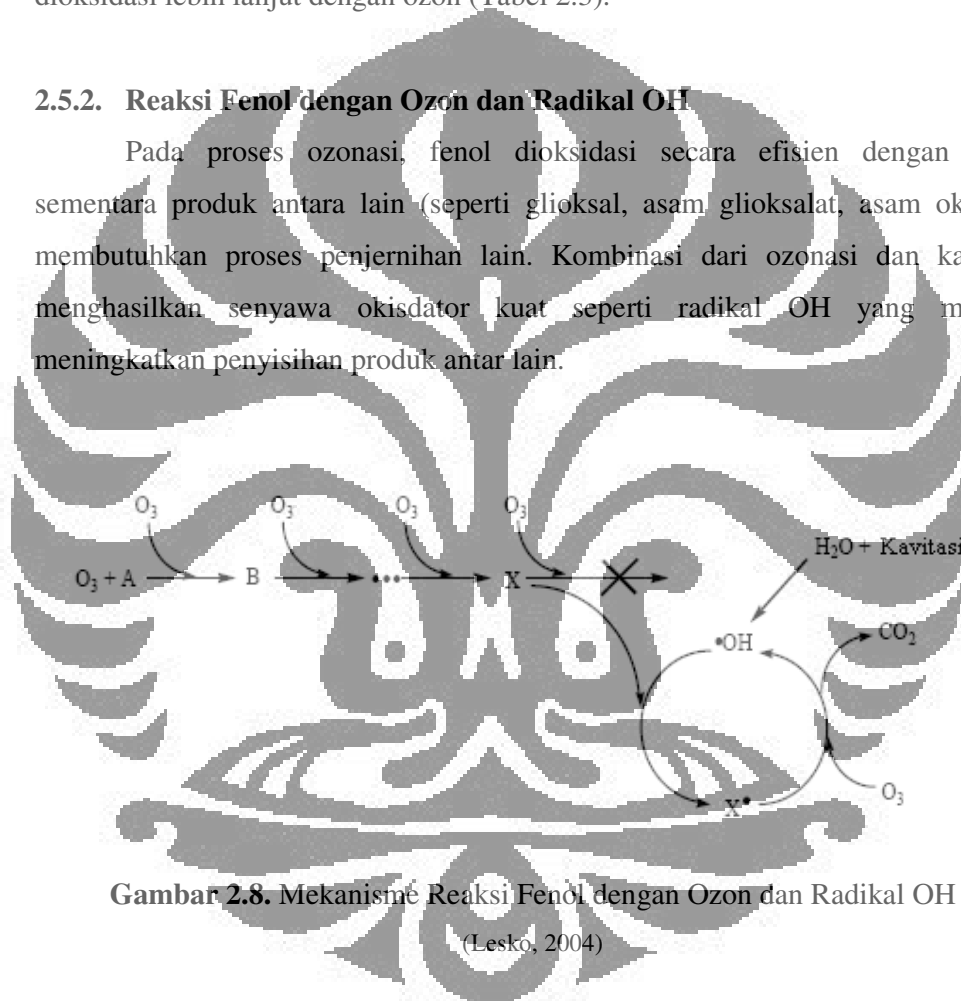 dioksidasi lebih lanjut dengan ozon (Tabel 2.5).
2.5.2. Reaksi Fenol dengan Ozon dan Radikal OH
Pada proses ozonasi, fenol dioksidasi secara efisien dengan
sementara produk antara lain (seperti glioksal, asam glioksalat, asam ok
membutuhkan proses penjernihan lain. Kombinasi dari ozonasi dan ka
menghasilkan senyawa okisdator kuat seperti radikal OH yang m
meningkatkan penyisihan produk antar lain.
O₃ O₃ O₃ O₃
H₂O + Kavitasi
O₃ + A B ••• X
•OH CO₂
X• O₃
Gambar 2.8. Mekanisme Reaksi Fenol dengan Ozon dan Radikal OH
(Lesko, 2004)